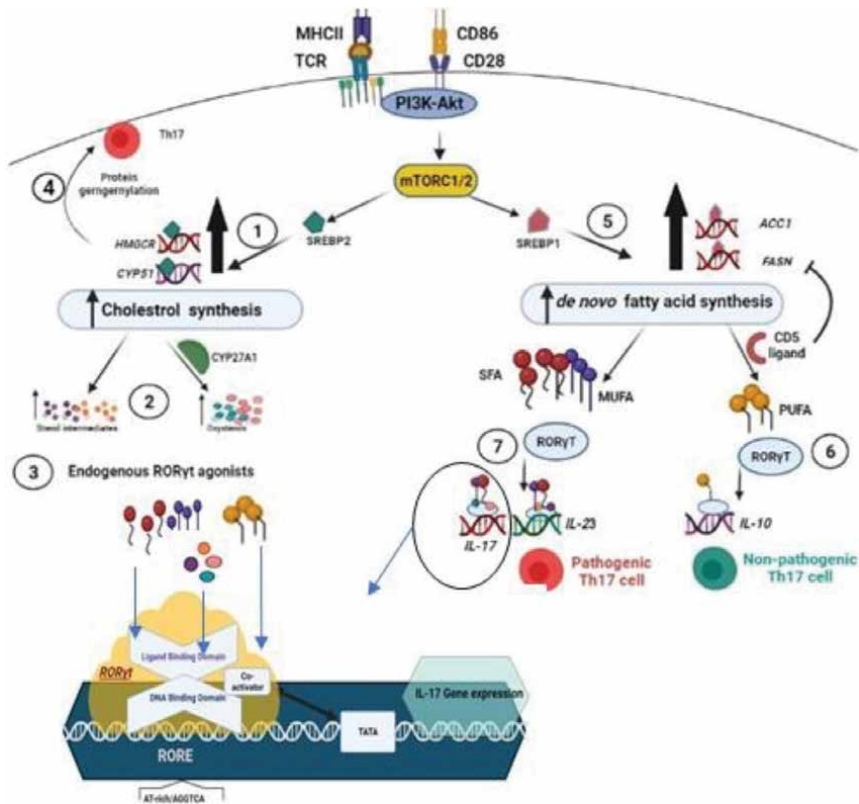 MHCII
CD86
TCR
CD28
PI3K-Akt
Th17
4
Protein
gerngernylation
mTORC1/2
1
SREBP2
SREBP1
5
HMGCR
CYP51
ACC1
FASN
Cholestrol synthesis
de novo fatty acid synthesis
CYP27A1
CD5
ligand
2
Oxysterols
intermediates
SFA
MUFA
PUFA
7
RORγT
RORγT
6
3
Endogenous RORγt agonists
IL-17
IL-23
IL-10
Pathogenic
Th17 cell
Non-pathogenic
Th17 cell
Ligand Binding Domain
RORγt
Co-
activator
DNA Binding Domain
IL-17 Gene expression
TATA
RORE
AT-rich/AGGTCA